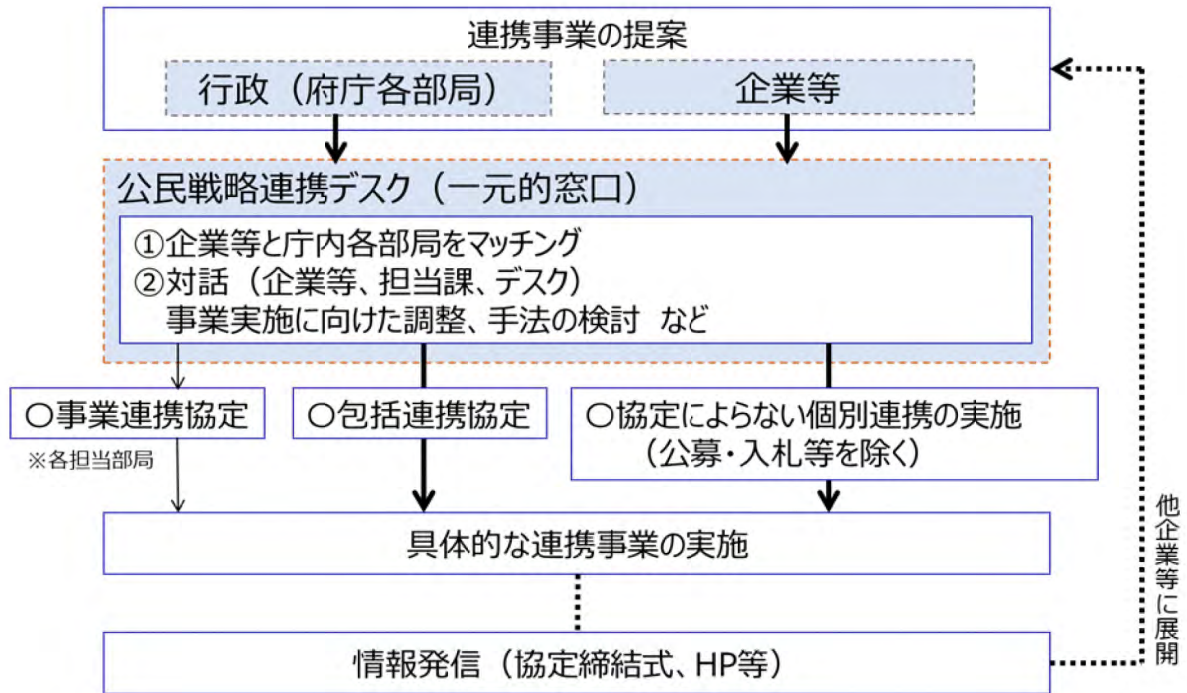 連携事業の提案
行政（府庁各部局）
企業等
公民戦略連携デスク（一元的窓口）
①企業等と庁内各部局をマッチング
②対話（企業等、担当課、デスク）
事業実施に向けた調整、手法の検討 など
〇事業連携協定
※各担当部局
〇包括連携協定
〇協定によらない個別連携の実施
（公募・入札等を除く）
具体的な連携事業の実施
情報発信（協定締結式、HP等）
他企業等に展開